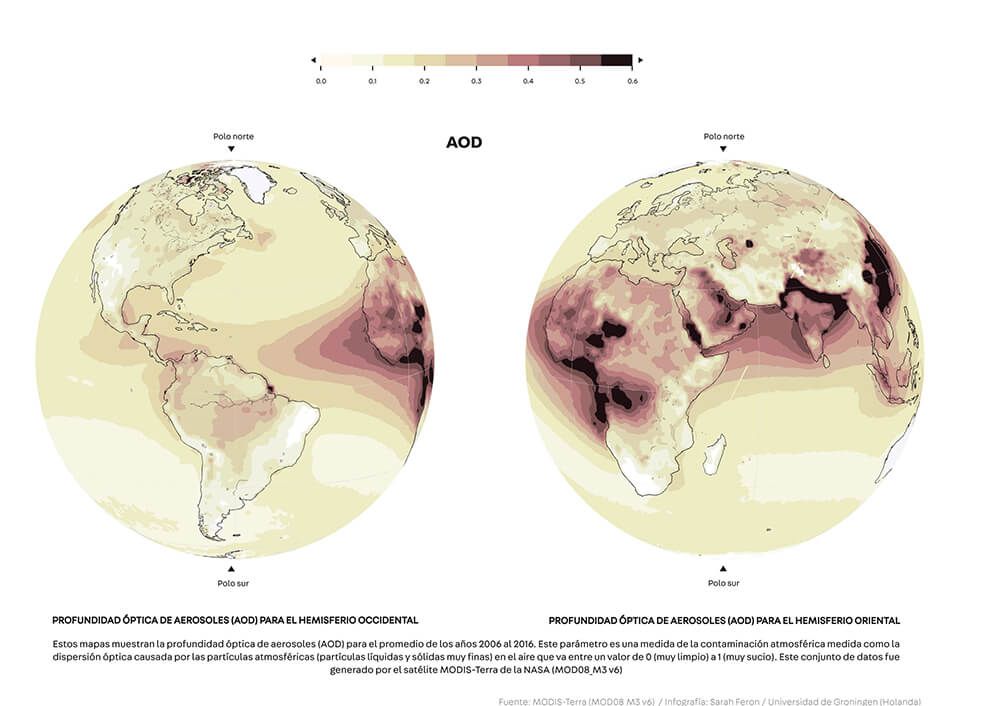 0.0 0.1 0.2 0.3 0.4 0.5 0.6
AOD
Polo norte
Polo norte
Polo sur
Polo sur
PROFUNDIDAD ÓPTICA DE AEROSOLES (AOD) PARA EL HEMISFERIO OCCIDENTAL
PROFUNDIDAD ÓPTICA DE AEROSOLES (AOD) PARA EL HEMISFERIO ORIENTAL
Estos mapas muestran la profundidad óptica de aerosoles (AOD) para el promedio de los años 2006 al 2016. Este parámetro es una medida de la contaminación atmosférica medida como la
dispersión óptica causada por las partículas atmosféricas (partículas líquidas y sólidas muy finas) en el aire que va entre un valor de 0 (muy limpio) a 1 (muy sucio). Este conjunto de datos fue
generado por el satélite MODIS-Terra de la NASA (MOD08_M3 v6)
Fuente: MODIS-Terra (MOD08 M3 v6) / Infografía: Sarah Feron / Universidad de Groningen (Holanda)